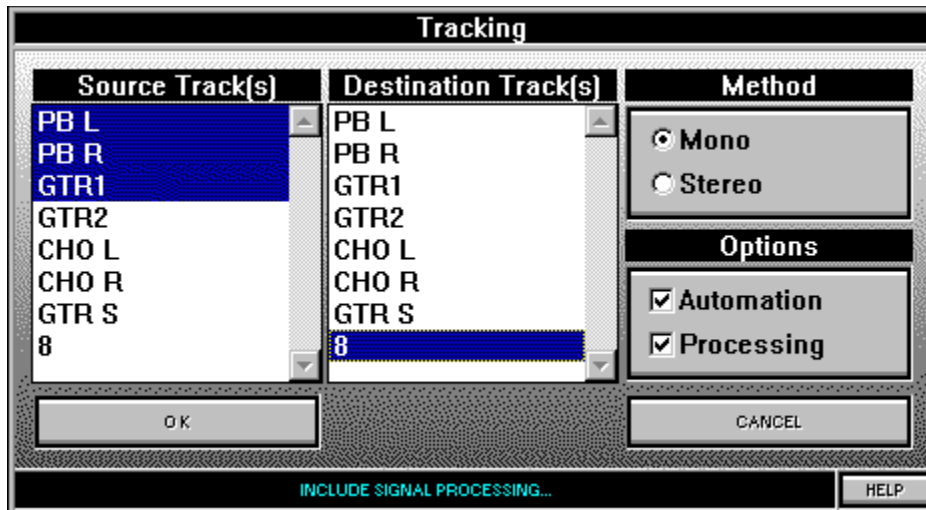 Tracking
Source Track(s)
PB L
PB R
GTR1
GTR2
CHO L
CHO R
GTR S
8
Destination Track(s)
PB L
PB R
GTR1
GTR2
CHO L
CHO R
GTR S
8
Method
Mono
Stereo
Options
Automation
Processing
OK
CANCEL
INCLUDE SIGNAL PROCESSING...
HELP